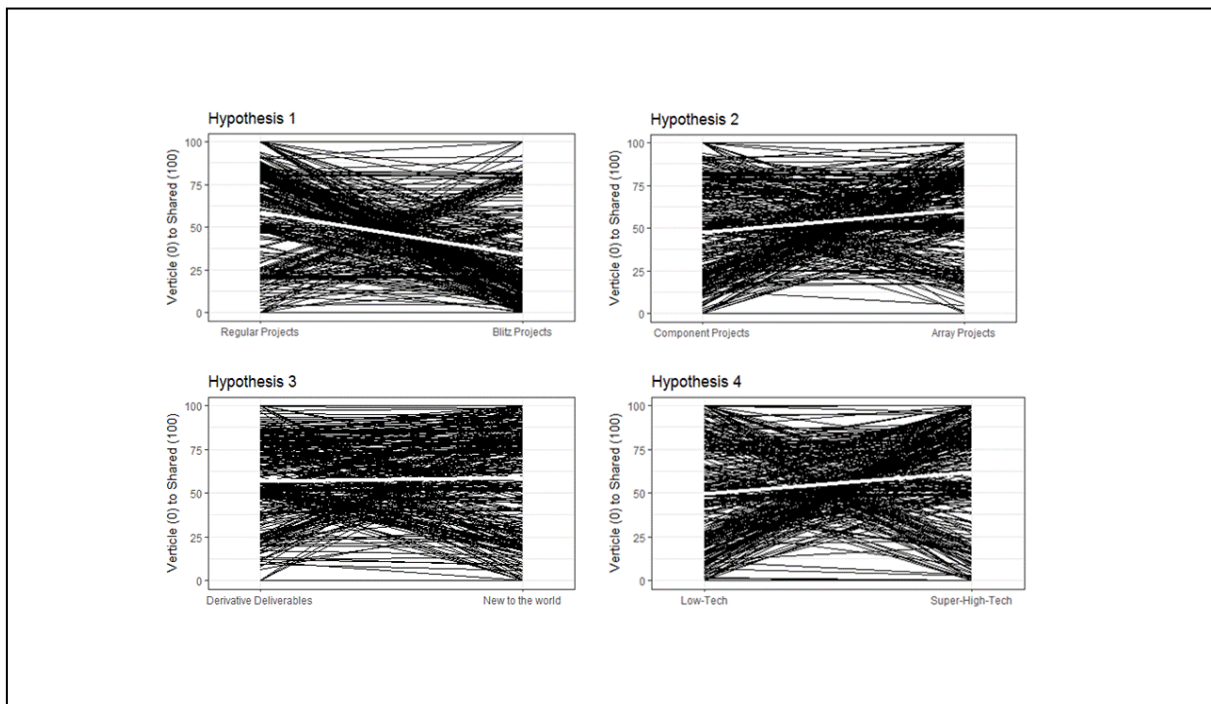 Hypothesis 1
Verticle (0) to Shared (100)
100
75
50
25
0
Regular Projects
Blitz Projects
Hypothesis 2
Verticle (0) to Shared (100)
100
75
50
25
0
Component Projects
Array Projects
Hypothesis 3
Verticle (0) to Shared (100)
100
75
50
25
0
Derivative Deliverables
New to the world
Hypothesis 4
Verticle (0) to Shared (100)
100
75
50
25
0
Low-Tech
Super-High-Tech